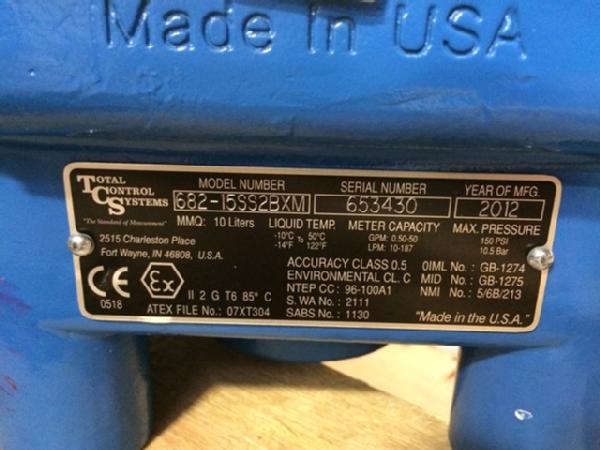 Made In USA
TOTAL CONTROL SYSTEMS
"The Standard of Measurement"
2515 Charleston Place
Fort Wayne, IN 46808, U.S.A.
MODEL NUMBER
682-15SS2BXM
SERIAL NUMBER
653430
YEAR OF MFG.
2012
MMQ: 10 Liters
LIQUID TEMP.
-10°C To 50°C
-14°F 122°F
METER CAPACITY
GPM: 0.50-50
LPM: 10-187
MAX. PRESSURE
150 PSI
10.5 Bar
CE
0518
Ex
II 2 G T6 85° C
ATEX FILE No.: 07XT304
ACCURACY CLASS 0.5
ENVIRONMENTAL CL. C
NTEP CC: 96-100A1
S. WA No.: 2111
SABS No.: 1130
OIML No.: GB-1274
MID No.: GB-1275
NMI No.: 5/6B/213
"Made in the U.S.A."